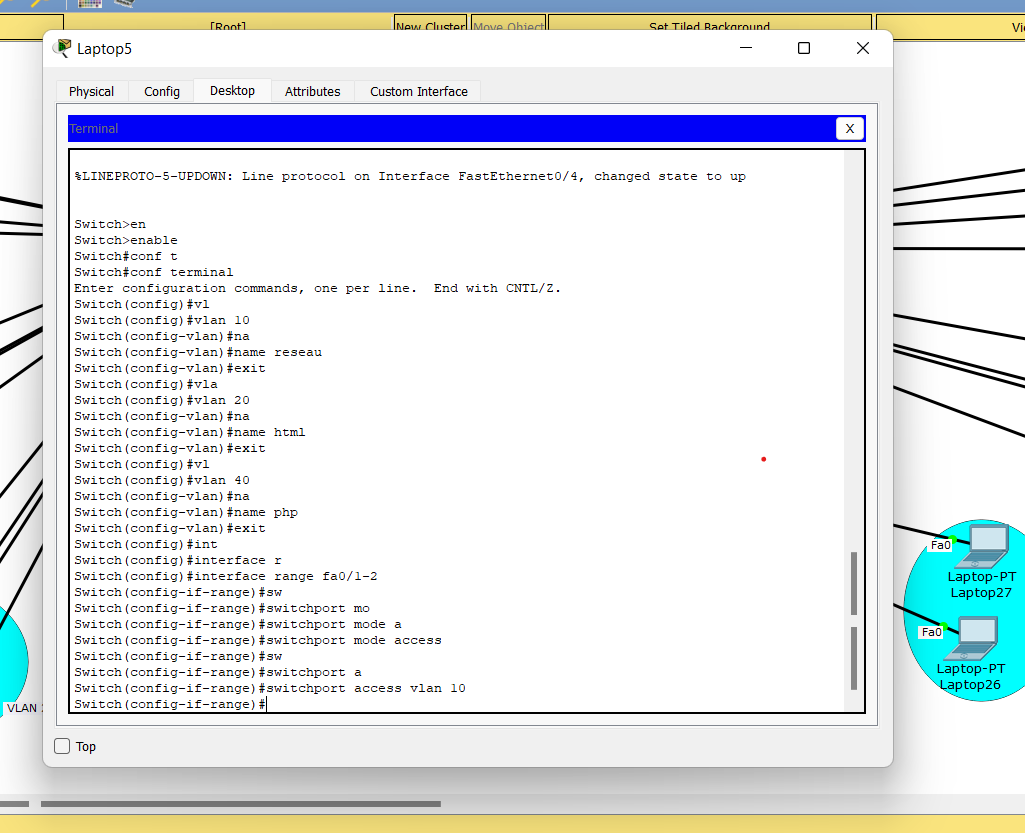 [Root]
New Cluster
Move Object
Set Tiled Background
Laptop5
Physical
Config
Desktop
Attributes
Custom Interface
Terminal
X
%LINEPROTO-5-UPDOWN: Line protocol on Interface FastEthernet0/4, changed state to up
Switch>en
Switch>enable
Switch#conf t
Switch#conf terminal
Enter configuration commands, one per line.  End with CNTL/Z.
Switch(config)#vl
Switch(config)#vlan 10
Switch(config-vlan)#na
Switch(config-vlan)#name reseau
Switch(config-vlan)#exit
Switch(config)#vla
Switch(config)#vlan 20
Switch(config-vlan)#na
Switch(config-vlan)#name html
Switch(config-vlan)#exit
Switch(config)#vl
Switch(config)#vlan 40
Switch(config-vlan)#na
Switch(config-vlan)#name php
Switch(config-vlan)#exit
Switch(config)#int
Switch(config)#interface r
Switch(config)#interface range fa0/1-2
Switch(config-if-range)#sw
Switch(config-if-range)#switchport mo
Switch(config-if-range)#switchport mode a
Switch(config-if-range)#switchport mode access
Switch(config-if-range)#sw
Switch(config-if-range)#switchport a
Switch(config-if-range)#switchport access vlan 10
Switch(config-if-range)#
Top
Fa0
Laptop-PT
Laptop27
Fa0
Laptop-PT
Laptop26
VLAN